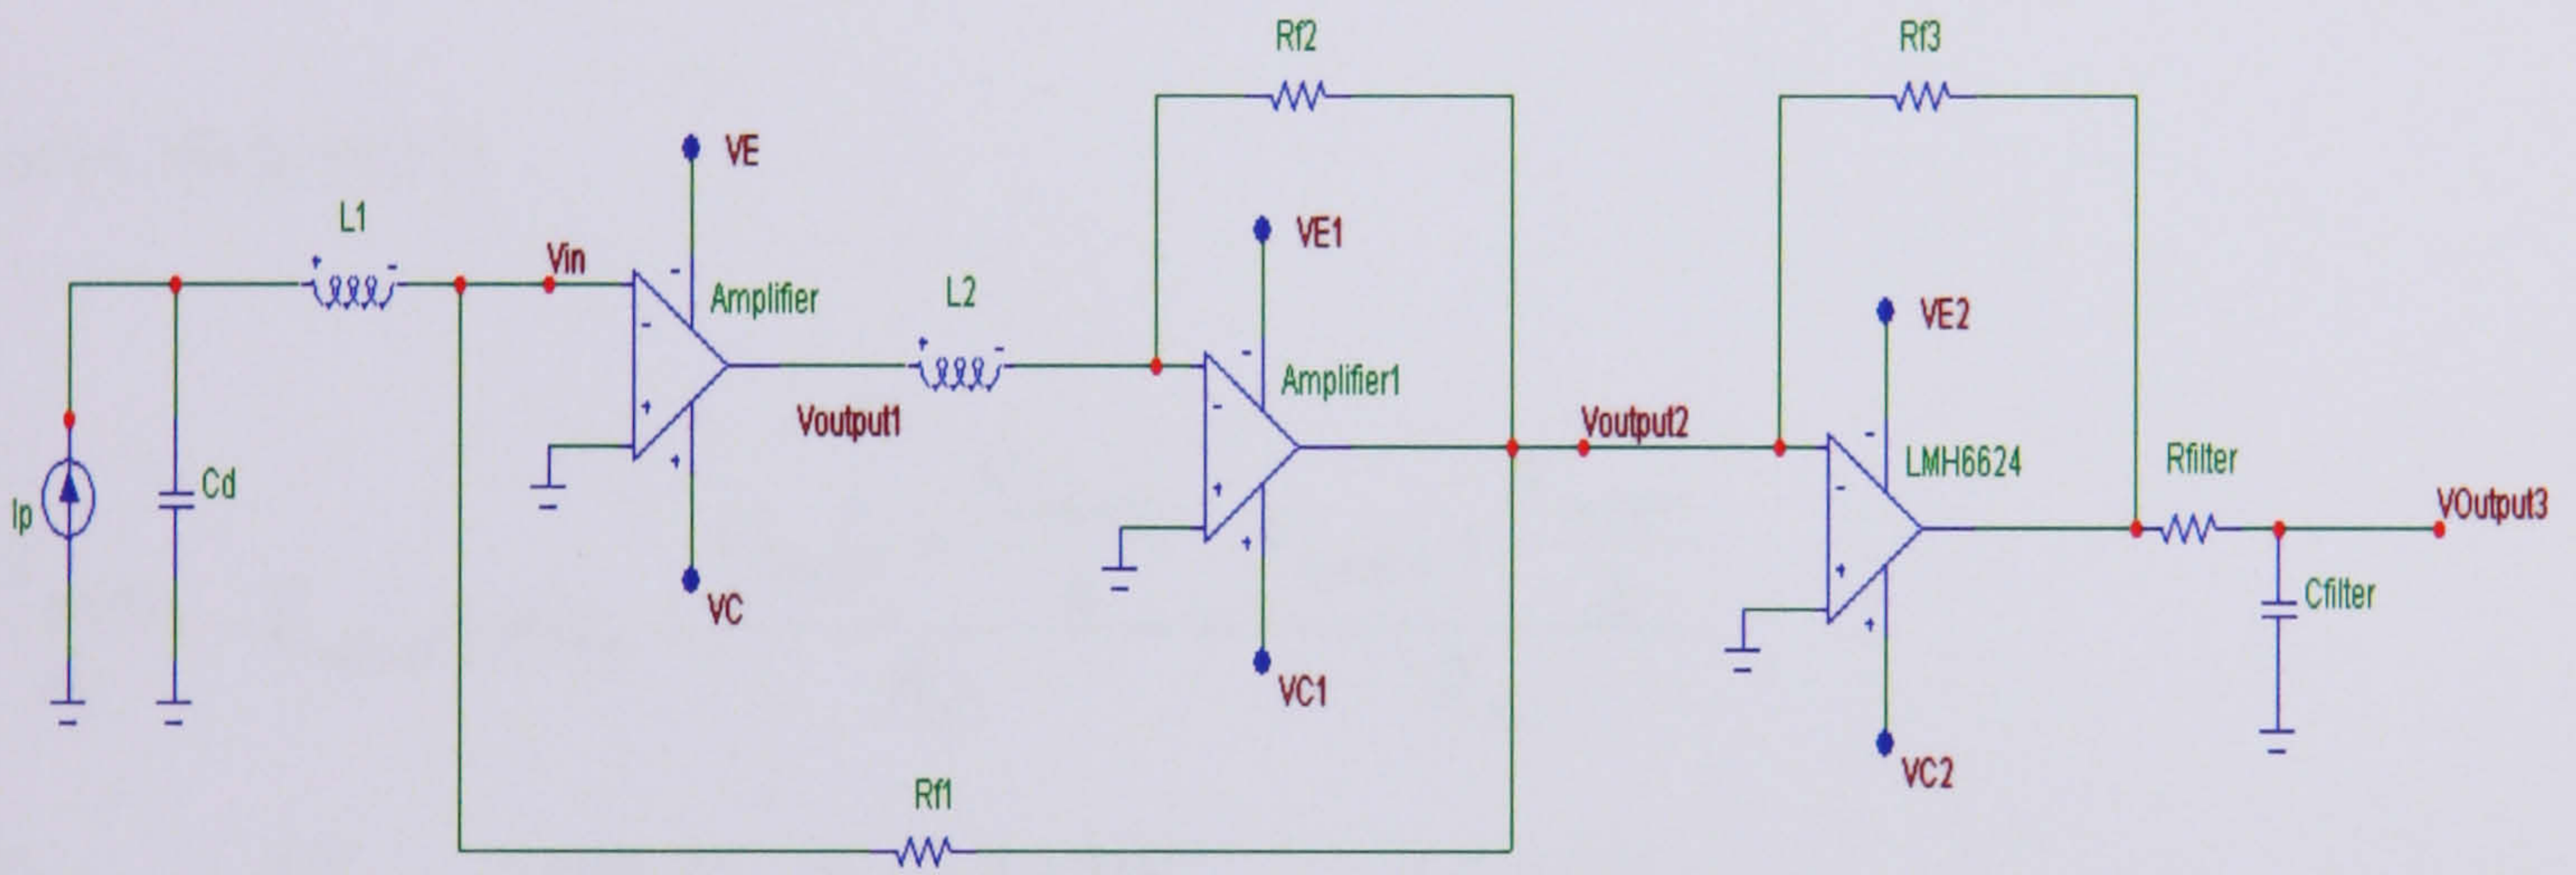 Rf2
Rf3
VE
L1
VE1
Vin
Amplifier
L2
VE2
Amplifier1
Voutput1
Voutput2
LMH6624
Rfilter
Cd
VOutput3
Ip
Cfilter
VC
VC1
VC2
Rf1